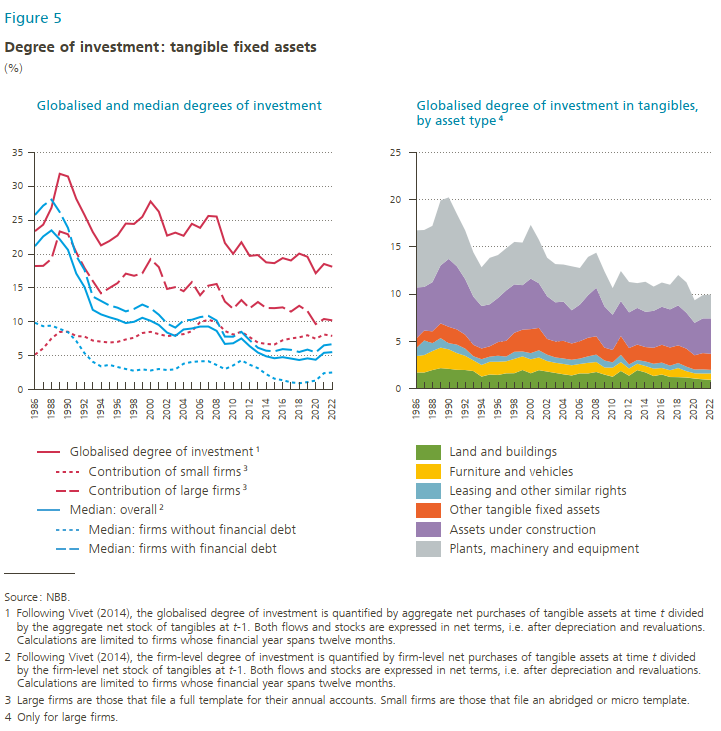 Figure 5
Degree of investment: tangible fixed assets
(%)
Globalised and median degrees of investment
Globalised degree of investment in tangibles,
by asset type 4
35
30
25
20
15
10
5
0
1986
1988
1990
1992
1994
1996
1998
2000
2002
2004
2006
2008
2010
2012
2014
2016
2018
2020
2022
25
20
15
10
5
0
1986
1988
1990
1992
1994
1996
1998
2000
2002
2004
2006
2008
2010
2012
2014
2016
2018
2020
2022
Globalised degree of investment 1
Contribution of small firms 3
Contribution of large firms 3
Median: overall 2
Median: firms without financial debt
Median: firms with financial debt
Land and buildings
Furniture and vehicles
Leasing and other similar rights
Other tangible fixed assets
Assets under construction
Plants, machinery and equipment
Source: NBB.
1 Following Vivet (2014), the globalised degree of investment is quantified by aggregate net purchases of tangible assets at time t divided
by the aggregate net stock of tangibles at t-1. Both flows and stocks are expressed in net terms, i.e. after depreciation and revaluations.
Calculations are limited to firms whose financial year spans twelve months.
2 Following Vivet (2014), the firm-level degree of investment is quantified by firm-level net purchases of tangible assets at time t divided
by the firm-level net stock of tangibles at t-1. Both flows and stocks are expressed in net terms, i.e. after depreciation and revaluations.
Calculations are limited to firms whose financial year spans twelve months.
3 Large firms are those that file a full template for their annual accounts. Small firms are those that file an abridged or micro template.
4 Only for large firms.